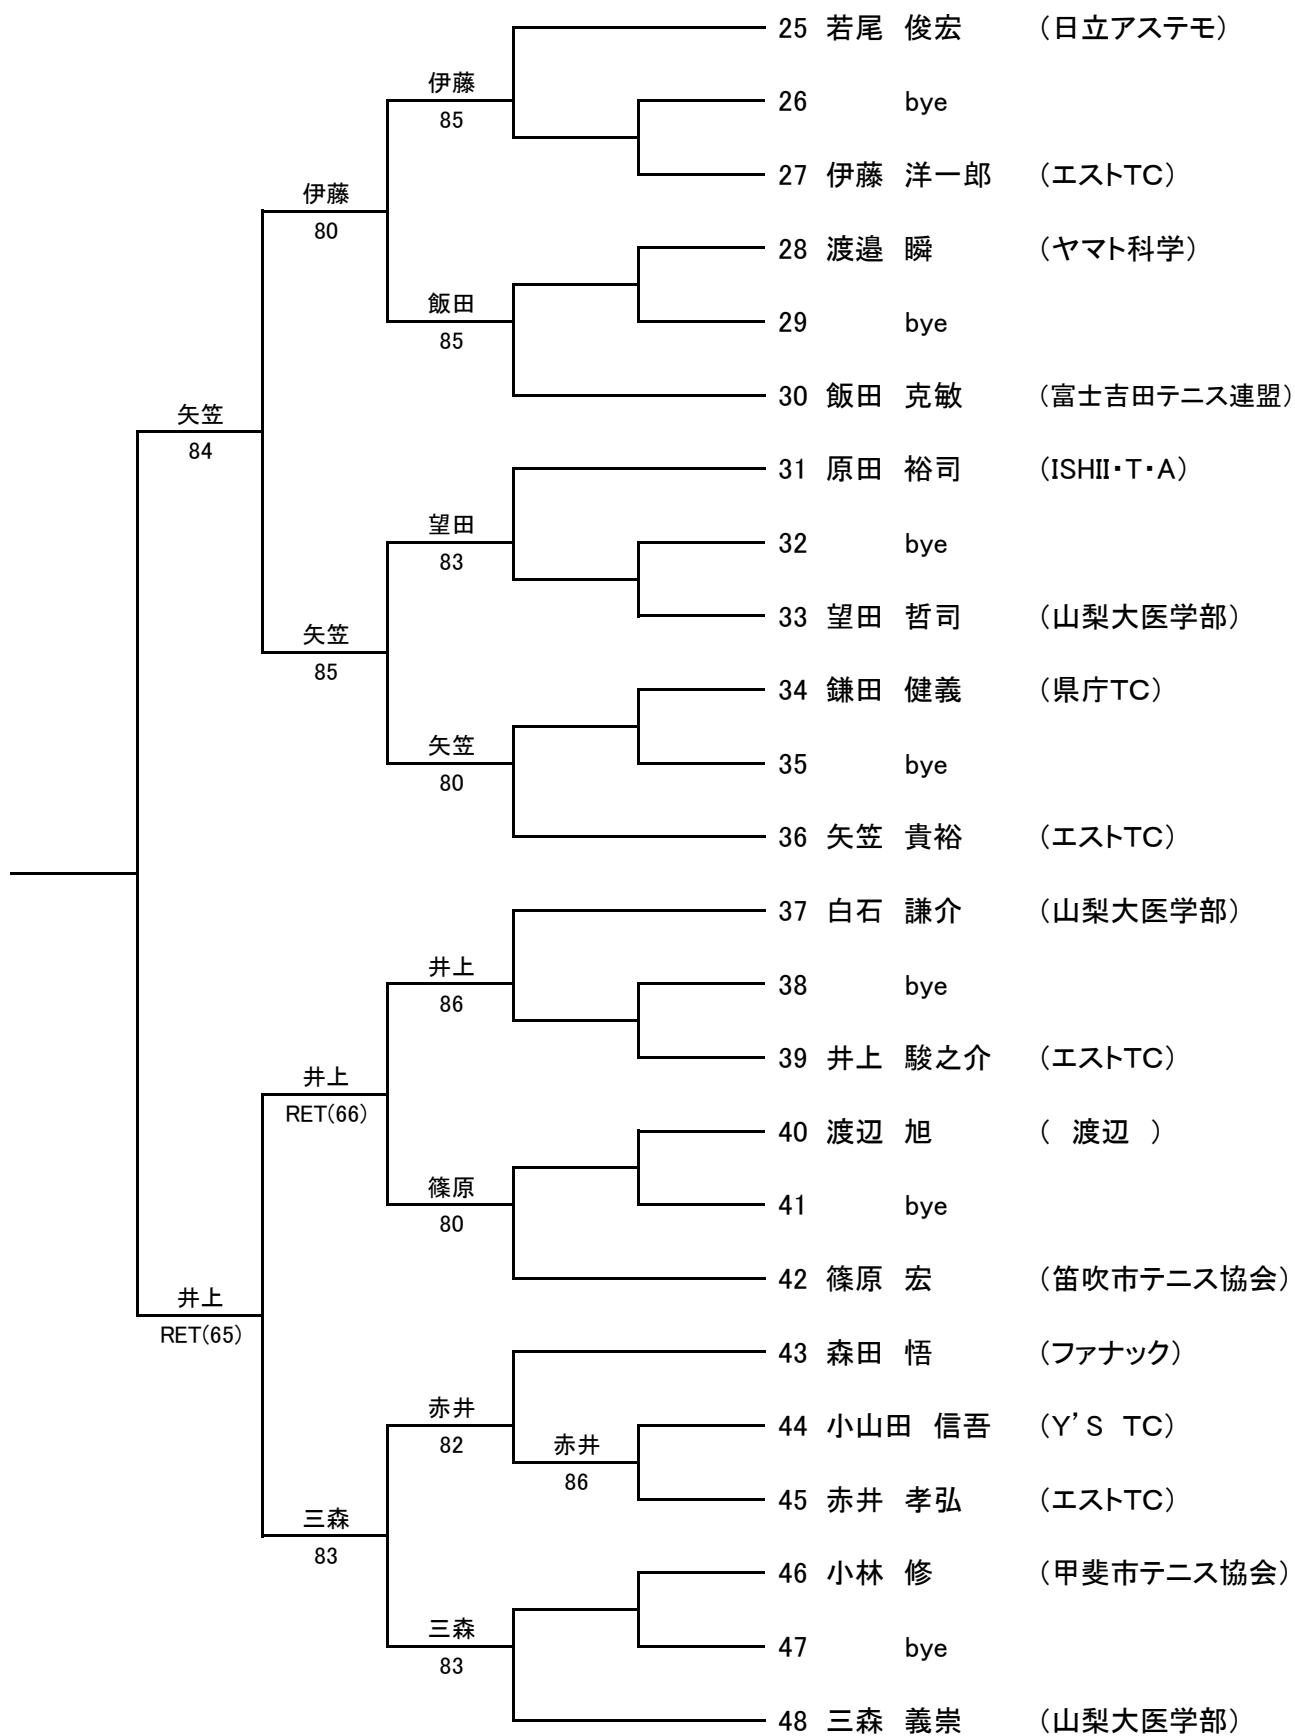 25 若尾 俊宏 （日立アステモ）
伊藤
85
26 bye
27 伊藤 洋一郎 （エストTC）
伊藤
80
28 渡邉 瞬 （ヤマト科学）
飯田
85
29 bye
30 飯田 克敏 （富士吉田テニス連盟）
矢笠
84
31 原田 裕司 （ISHII・T・A）
望田
83
32 bye
33 望田 哲司 （山梨大医学部）
矢笠
85
34 鎌田 健義 （県庁TC）
矢笠
80
35 bye
36 矢笠 貴裕 （エストTC）
37 白石 謙介 （山梨大医学部）
井上
86
38 bye
39 井上 駿之介 （エストTC）
井上
RET(66)
40 渡辺 旭 （ 渡辺 ）
篠原
80
41 bye
42 篠原 宏 （笛吹市テニス協会）
井上
RET(65)
43 森田 悟 （ファナック）
赤井
82
44 小山田 信吾 （Y'S TC）
赤井
86
45 赤井 孝弘 （エストTC）
三森
83
46 小林 修 （甲斐市テニス協会）
三森
83
47 bye
48 三森 義崇 （山梨大医学部）